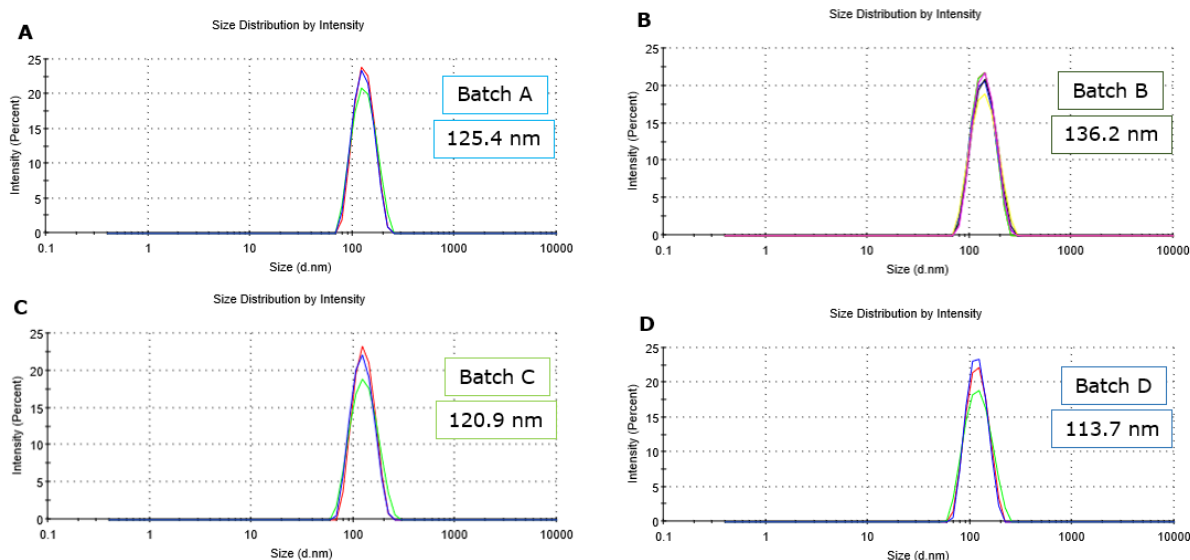 A
Size Distribution by Intensity
Intensity (Percent)
25
20
15
10
5
0
0.1 1 10 100 1000 10000
Size (d.nm)
Batch A
125.4 nm
B
Size Distribution by Intensity
Intensity (Percent)
25
20
15
10
5
0
0.1 1 10 100 1000 10000
Size (d.nm)
Batch B
136.2 nm
C
Size Distribution by Intensity
Intensity (Percent)
25
20
15
10
5
0
0.1 1 10 100 1000 10000
Size (d.nm)
Batch C
120.9 nm
D
Size Distribution by Intensity
Intensity (Percent)
25
20
15
10
5
0
0.1 1 10 100 1000 10000
Size (d.nm)
Batch D
113.7 nm